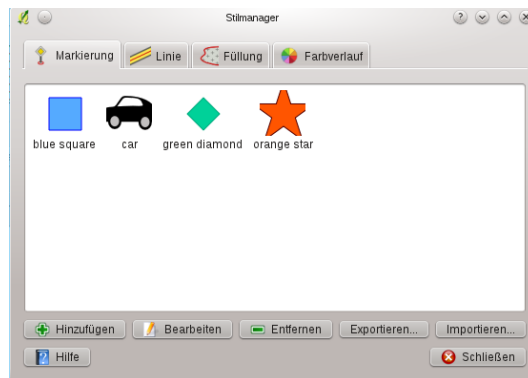 Stilmanager
Markierung Linie Füllung Farbverlauf
blue square car green diamond orange star
Hinzufügen Bearbeiten Entfernen Exportieren... Importieren...
Hilfe Schließen